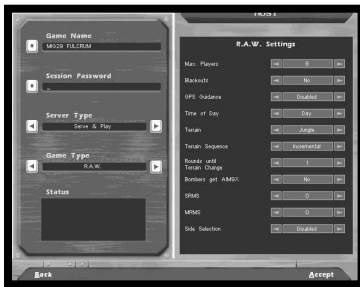 HOST
Game Name
MIG29 FULCRUM
Session Password
_
Server Type
Serve & Play
Game Type
R.A.W.
Status
R.A.W. Settings
Max. Players 8
Blackouts No
GPS Guidance Disabled
Time of Day Day
Terrain Jungle
Terrain Sequence Incremental
Rounds until Terrain Change 1
Bombers get AIM9X No
SRMS 0
MRMS 0
Side Selection Disabled
Back
Accept